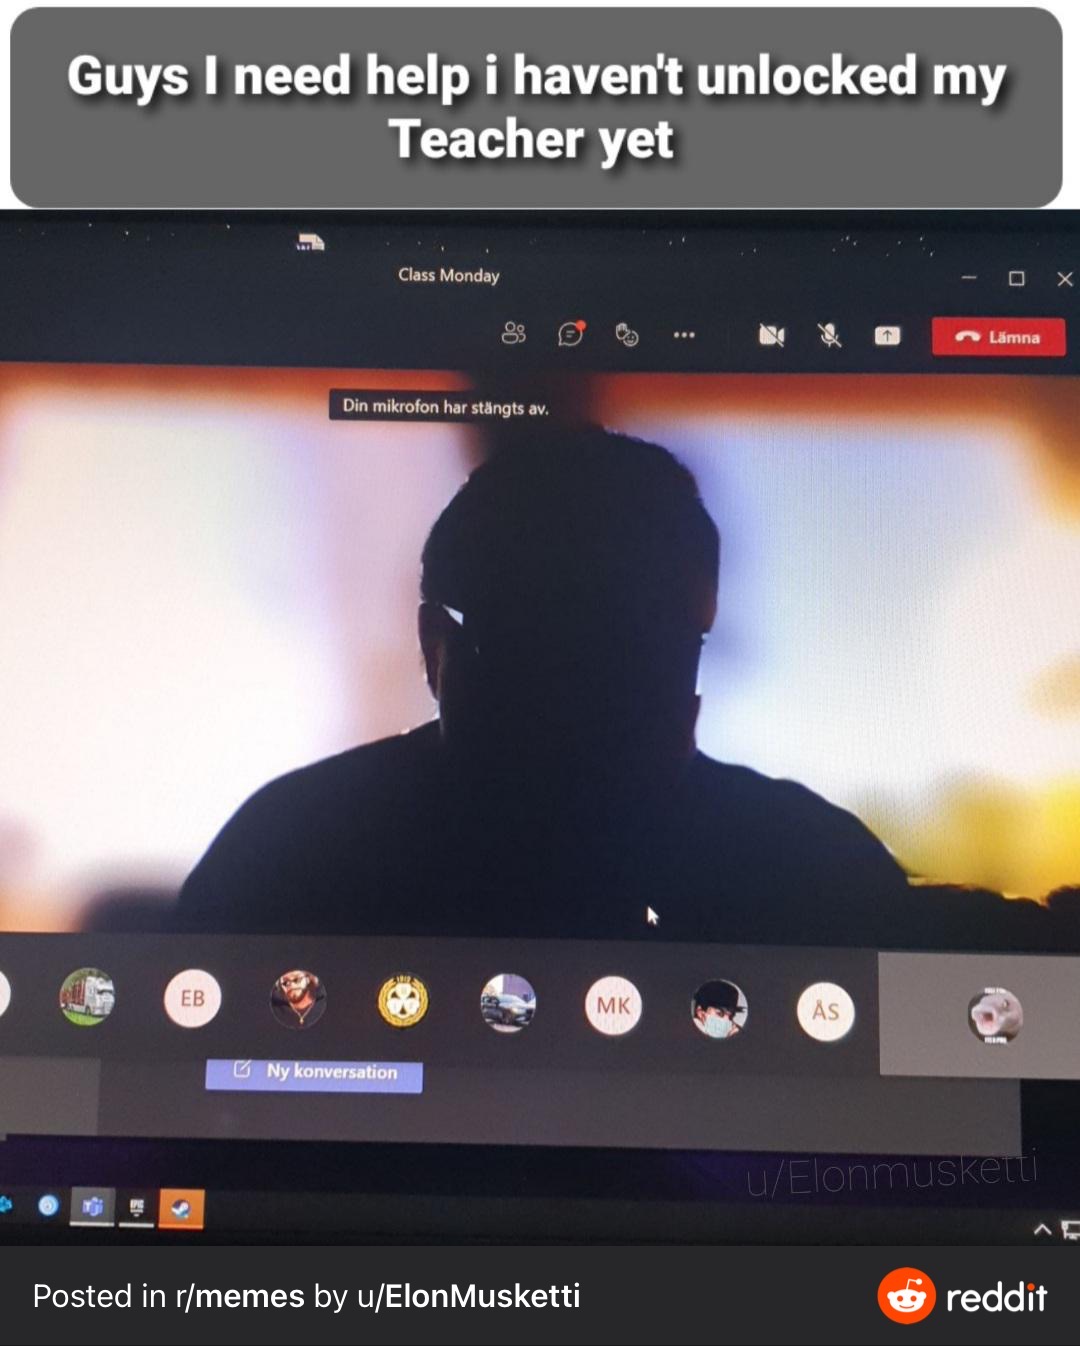 Guys I need help i haven't unlocked my
Teacher yet
Class Monday
Lämna
Din mikrofon har stängts av.
EB
MK
ÅS
Ny konversation
u/Elonmusketti
EPIC
Posted in r/memes by u/ElonMusketti
reddit